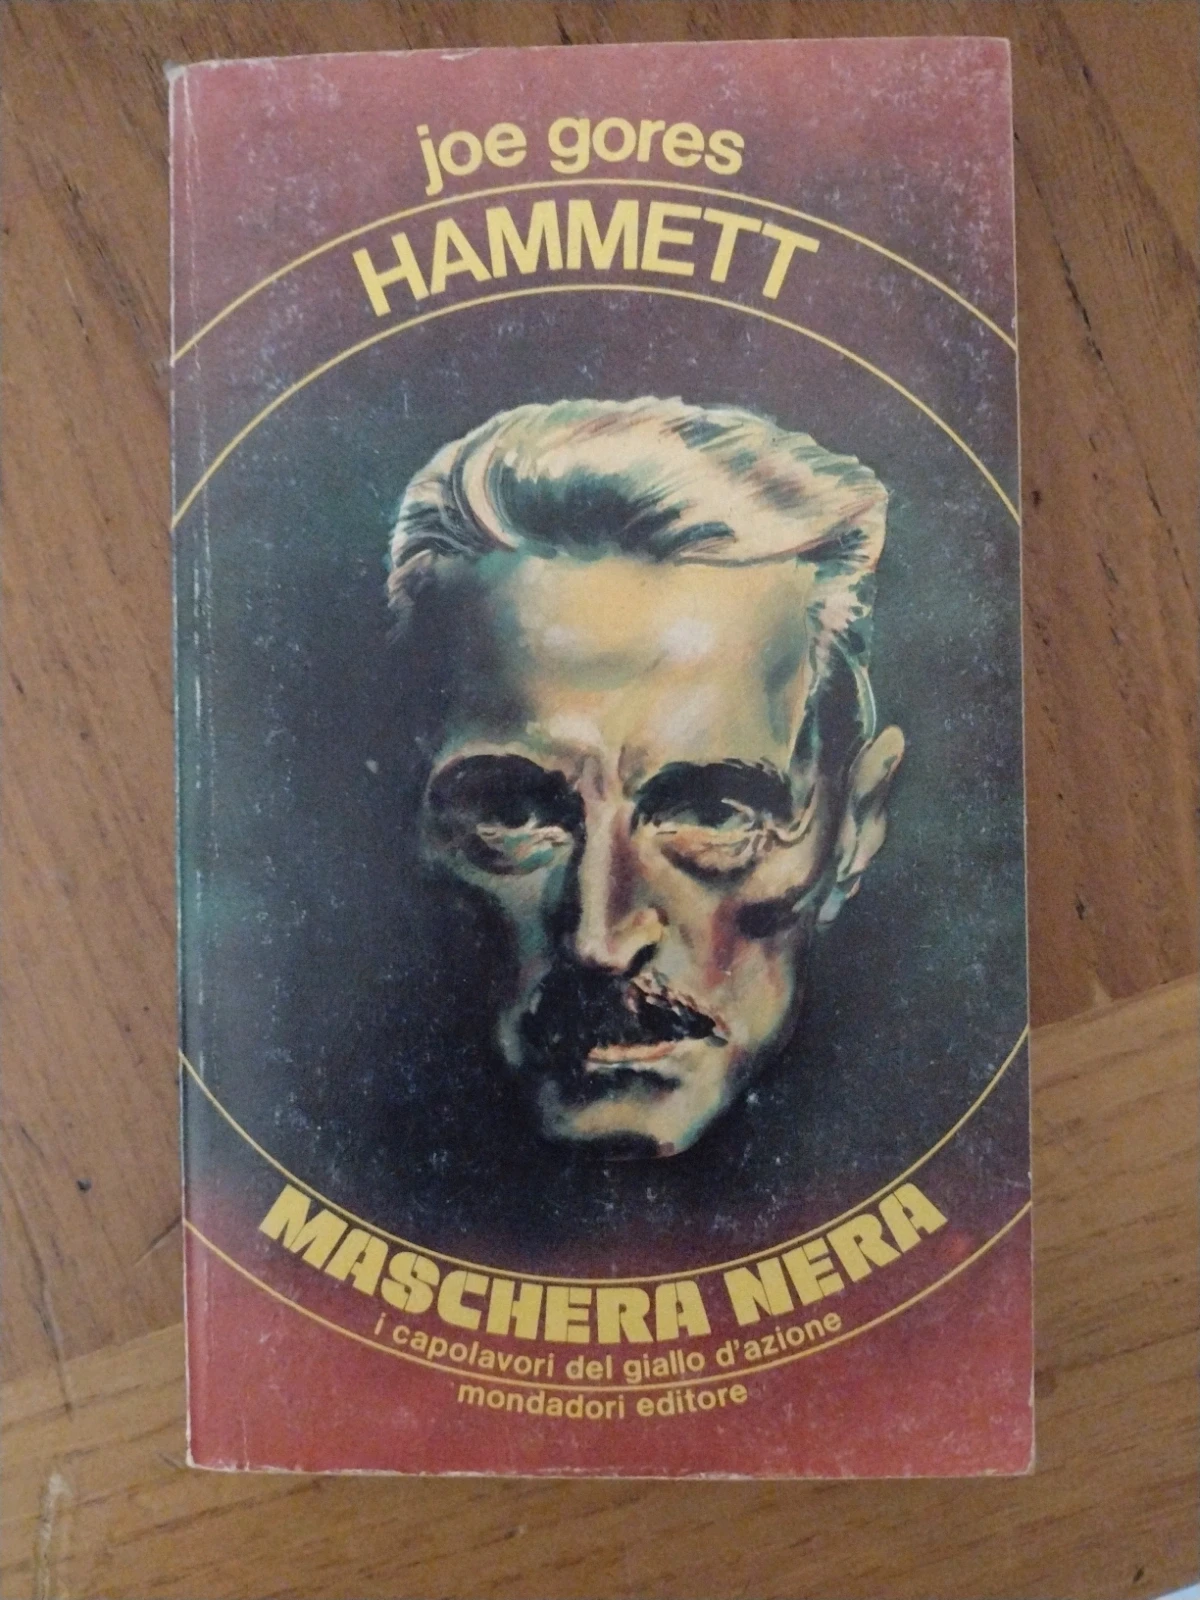 joe gores
HAMMETT
MASCHERA NERA
i capolavori del giallo d'azione
mondadori editore